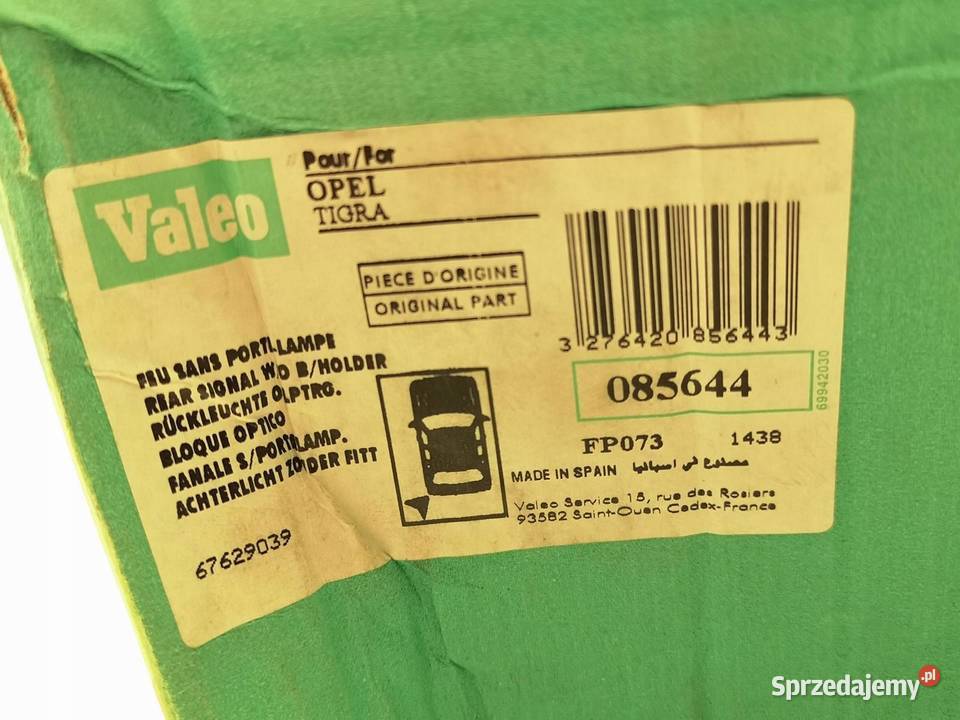 Valeo
Pour/For
OPEL
TIGRA
PIECE D'ORIGINE
ORIGINAL PART
3 276420 856443
085644
69942030
FP073 1438
MADE IN SPAIN مصنوع في اسبانيا
Valeo Service 15, rue des Rosiers
93582 Saint-Ouen Cedex-France
FEU SANS PORTE LAMPE
REAR SIGNAL W O B/HOLDER
RÜCKLEUCHTE O LPTRG.
BLOQUE OPTICO
FANALE S/PORTALAMP.
ACHTERLICHT ZONDER FITT
67629039
Sprzedajemy.pl